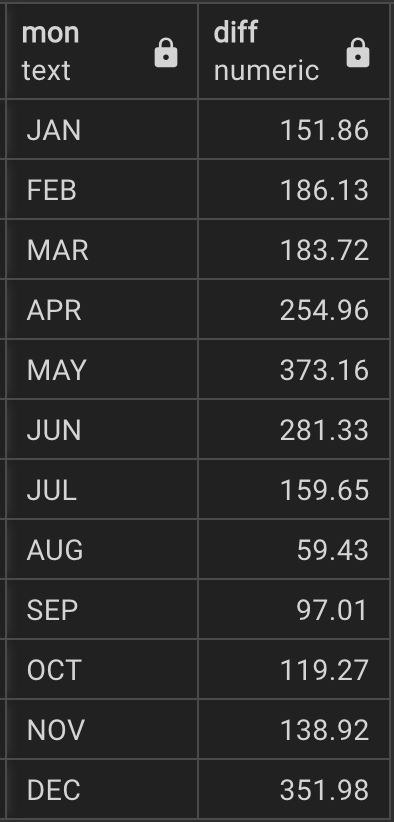 mon diff
text numeric
JAN 151.86
FEB 186.13
MAR 183.72
APR 254.96
MAY 373.16
JUN 281.33
JUL 159.65
AUG 59.43
SEP 97.01
OCT 119.27
NOV 138.92
DEC 351.98